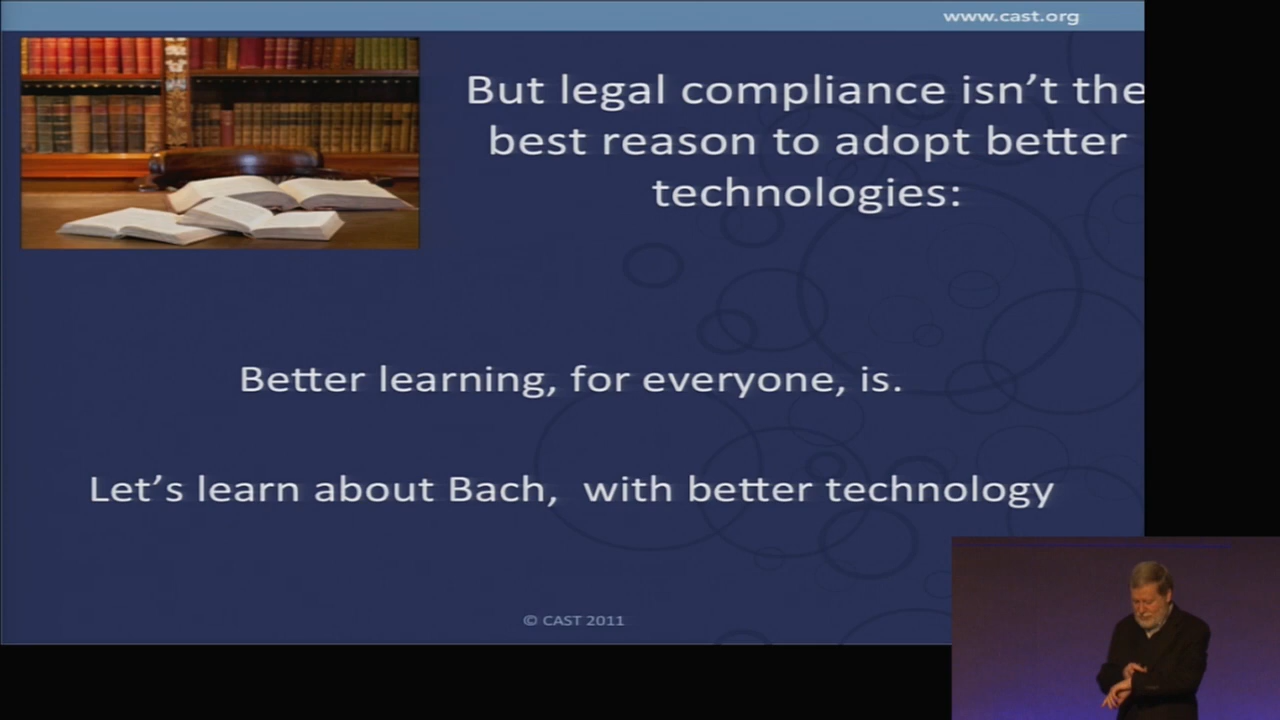 www.cast.org
But legal compliance isn't the
best reason to adopt better
technologies:
Better learning, for everyone, is.
Let's learn about Bach,  with better technology
© CAST 2011